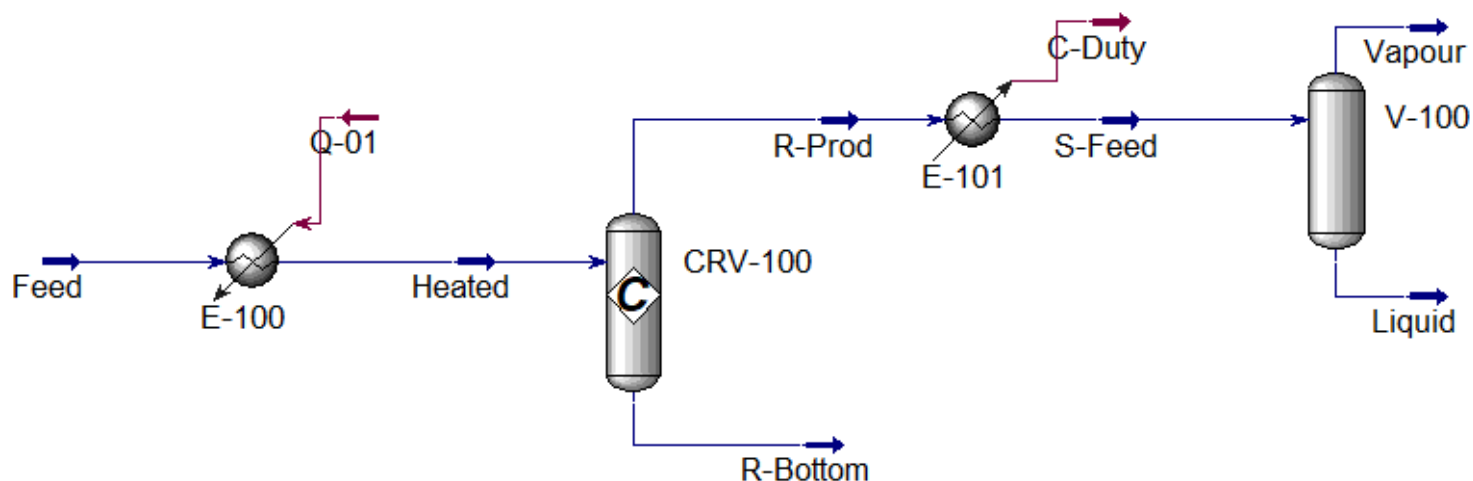 C-Duty
Vapour
Q-01
R-Prod
E-101
S-Feed
V-100
Feed
E-100
Heated
CRV-100
C
Liquid
R-Bottom